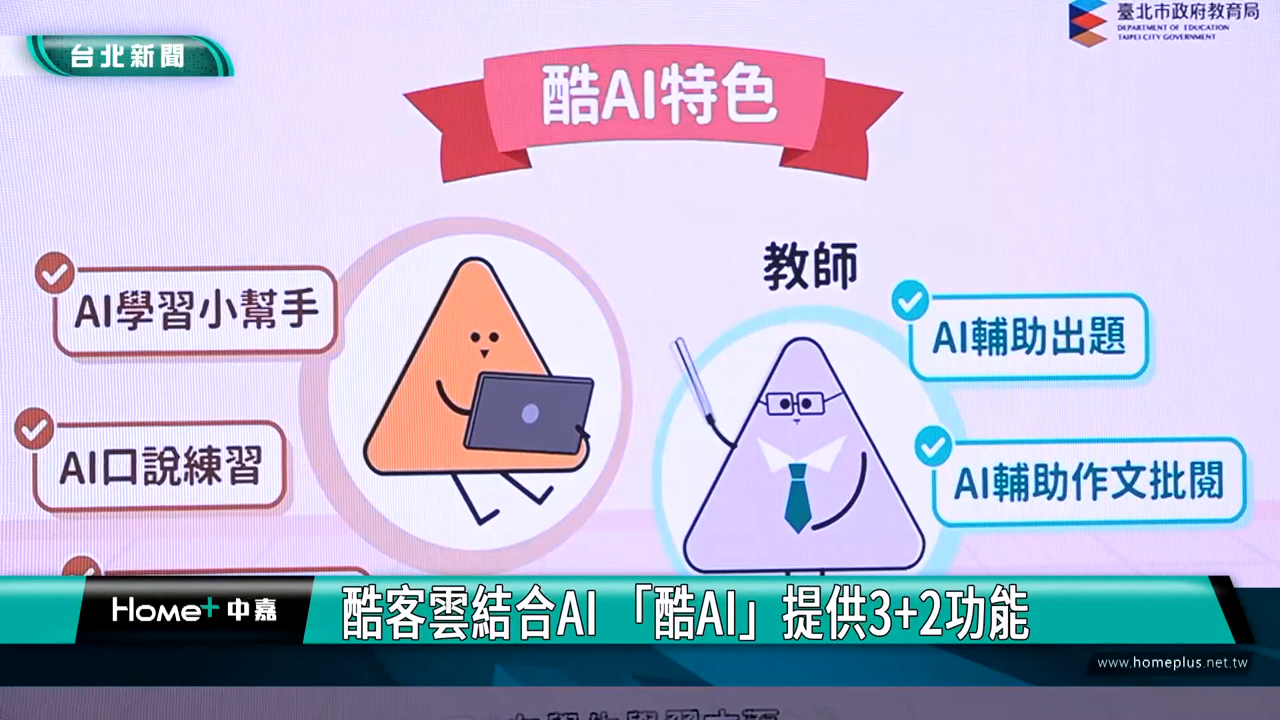 臺北市政府教育局
DEPARTMENT OF EDUCATION
TAIPEI CITY GOVERNMENT
台北新聞
酷AI特色
教師
AI學習小幫手
AI輔助出題
AI口說練習
AI輔助作文批閱
Home+中嘉
酷客雲結合AI 「酷AI」提供3+2功能
www.homeplus.net.tw